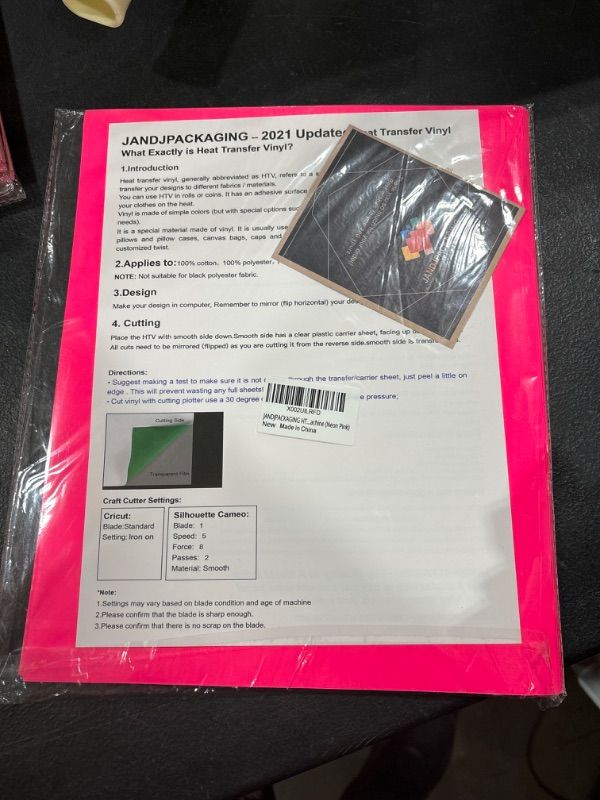 JANDJPACKAGING – 2021 Update Heat Transfer Vinyl
What Exactly is Heat Transfer Vinyl?
1.Introduction
Heat transfer vinyl, generally abbreviated as HTV, refers to a
transfer your designs to different fabrics / materials.
You can use HTV in rolls or coins. It has an adhesive surface
your clothes on the heat.
Vinyl is made of simple colors (but with special options
needs).
It is a special material made of vinyl. It is usually use
pillows and pillow cases, canvas bags, caps and
customized twist.
2.Applies to: 100% cotton, 100% polyester,
NOTE: Not suitable for black polyester fabric.
3.Design
Make your design in computer, Remember to mirror (flip horizontal) your
4. Cutting
Place the HTV with smooth side down.Smooth side has a clear plastic carrier sheet, facing up
All cuts need to be mirrored (flipped) as you are cutting it from the reverse side.smooth side is
Directions:
- Suggest making a test to make sure it is not through the transfer/carrier sheet, just peel a little on
edge . This will prevent wasting any full sheets
- Cut vinyl with cutting plotter use a 30 degree pressure;
X002UILRFD
JANDJPACKAGING HT...achine (Neon Pink)
New Made in China
Cutting Side
Transparent Film
Craft Cutter Settings:
Cricut:
Blade:Standard
Setting: Iron on
Silhouette Cameo:
Blade: 1
Speed: 5
Force: 8
Passes: 2
Material: Smooth
*Note:
1.Settings may vary based on blade condition and age of machine
2.Please confirm that the blade is sharp enough.
3.Please confirm that there is no scrap on the blade.